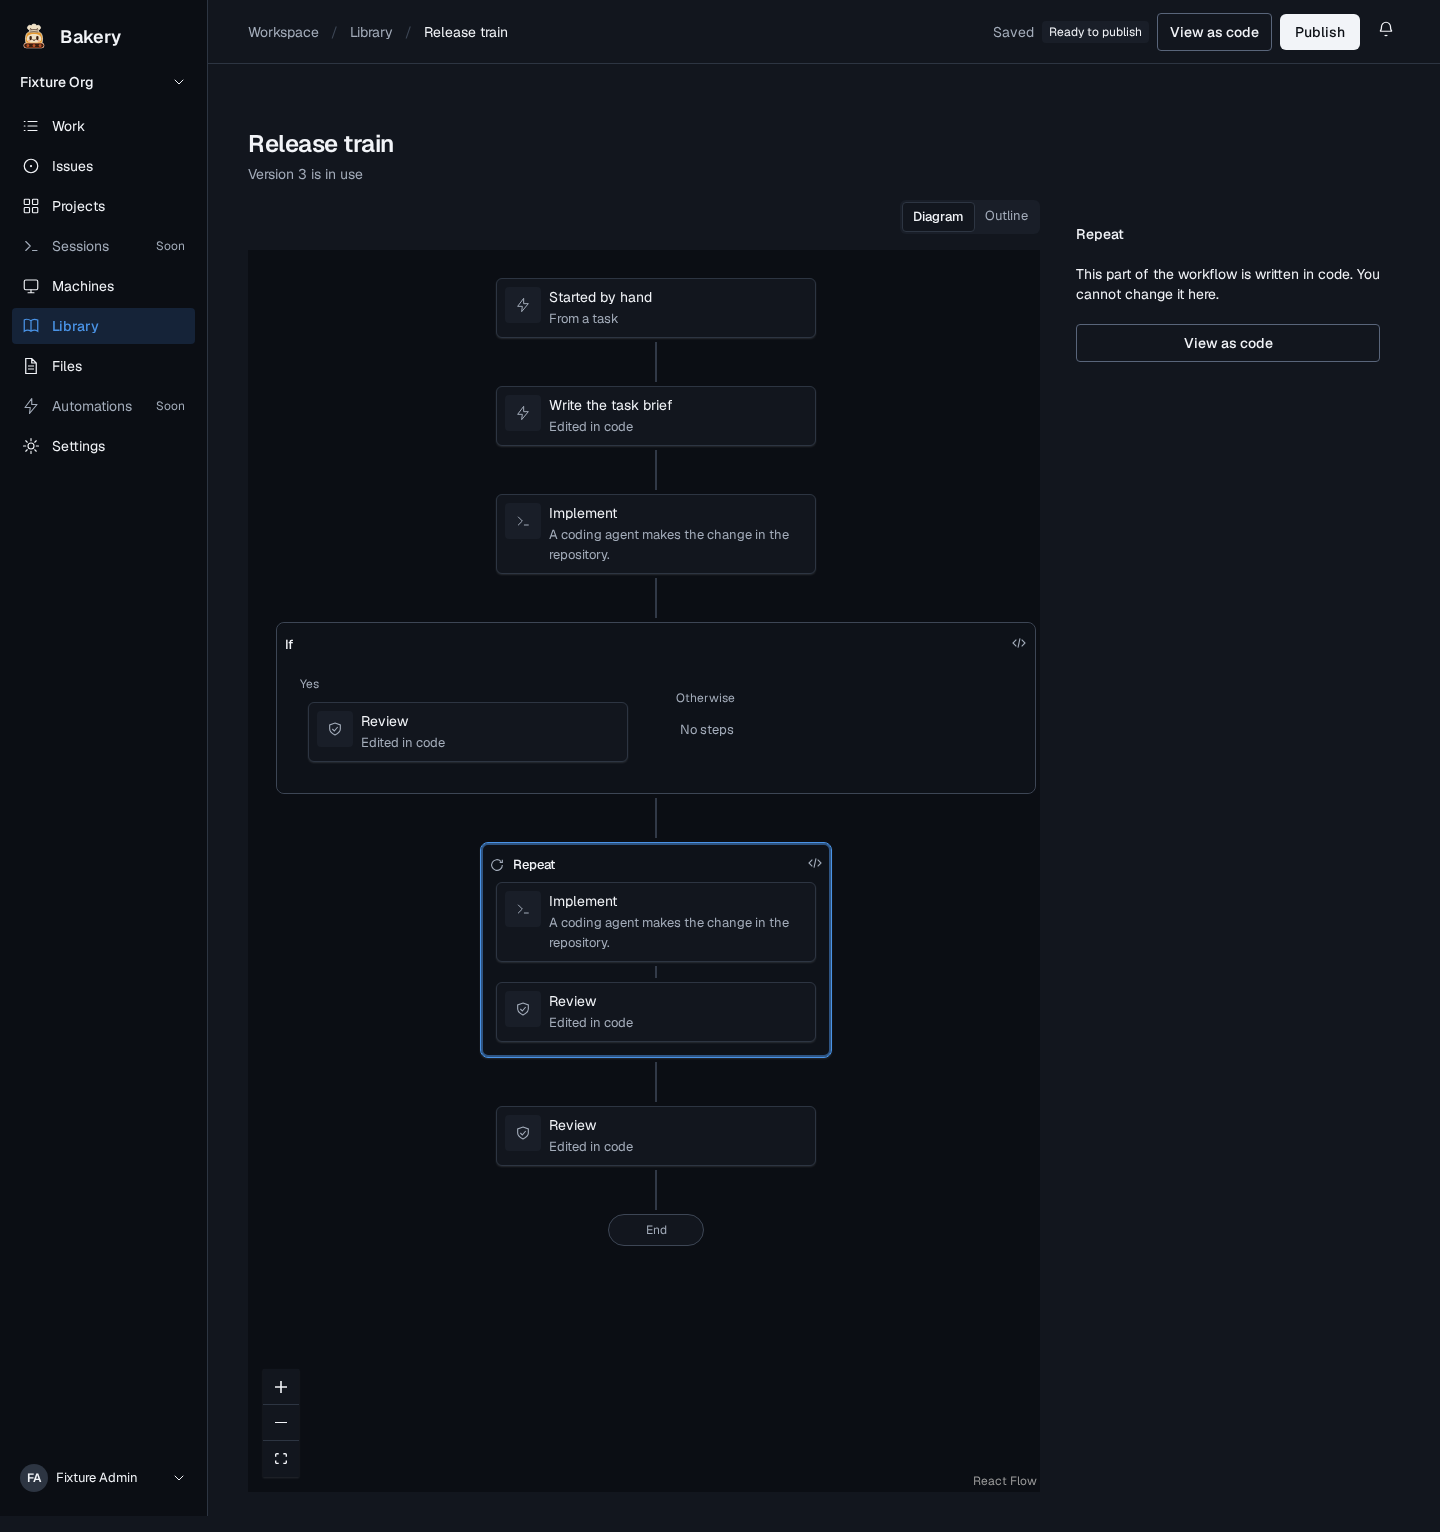 Bakery
Fixture Org
Work
Issues
Projects
Sessions Soon
Machines
Library
Files
Automations Soon
Settings
FA Fixture Admin
Workspace / Library / Release train
Saved Ready to publish View as code Publish
Release train
Version 3 is in use
Diagram Outline
Started by hand
From a task
Write the task brief
Edited in code
Implement
A coding agent makes the change in the
repository.
If
Yes
Review
Edited in code
Otherwise
No steps
Repeat
Implement
A coding agent makes the change in the
repository.
Review
Edited in code
Review
Edited in code
End
React Flow
Repeat
This part of the workflow is written in code. You
cannot change it here.
View as code